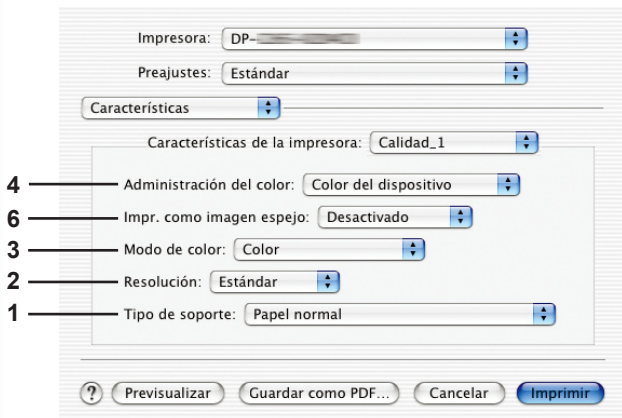 Impresora: DP-
Preajustes: Estándar
Características
Características de la impresora: Calidad_1
4 Administración del color: Color del dispositivo
6 Impr. como imagen espejo: Desactivado
3 Modo de color: Color
2 Resolución: Estándar
1 Tipo de soporte: Papel normal
? Previsualizar Guardar como PDF... Cancelar Imprimir